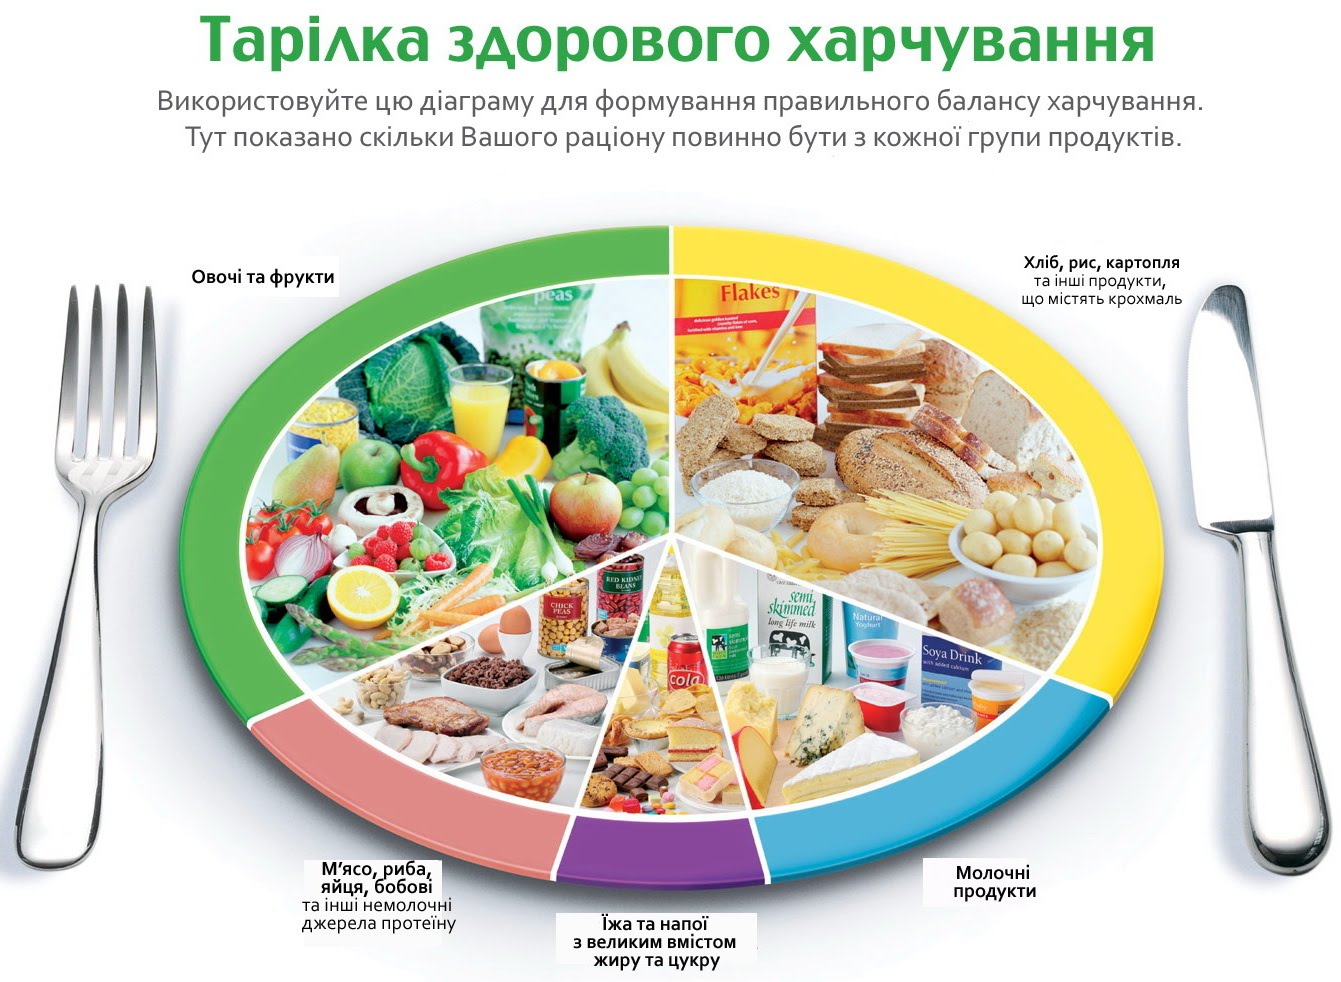 Тарілка здорового харчування
Використовуйте цю діаграму для формування правильного балансу харчування.
Тут показано скільки Вашого раціону повинно бути з кожної групи продуктів.
Овочі та фрукти
Хліб, рис, картопля
та інші продукти,
що містять крохмаль
peas
Flakes
CHICK
PEAS
RED KIDNEY
BEANS
cola
semi
skimmed
long life milk
Natural
Yoghurt
Soya Drink
with added calcium
М'ясо, риба,
яйця, бобові
та інші немолочні
джерела протеїну
Їжа та напої
з великим вмістом
жиру та цукру
Молочні
продукти